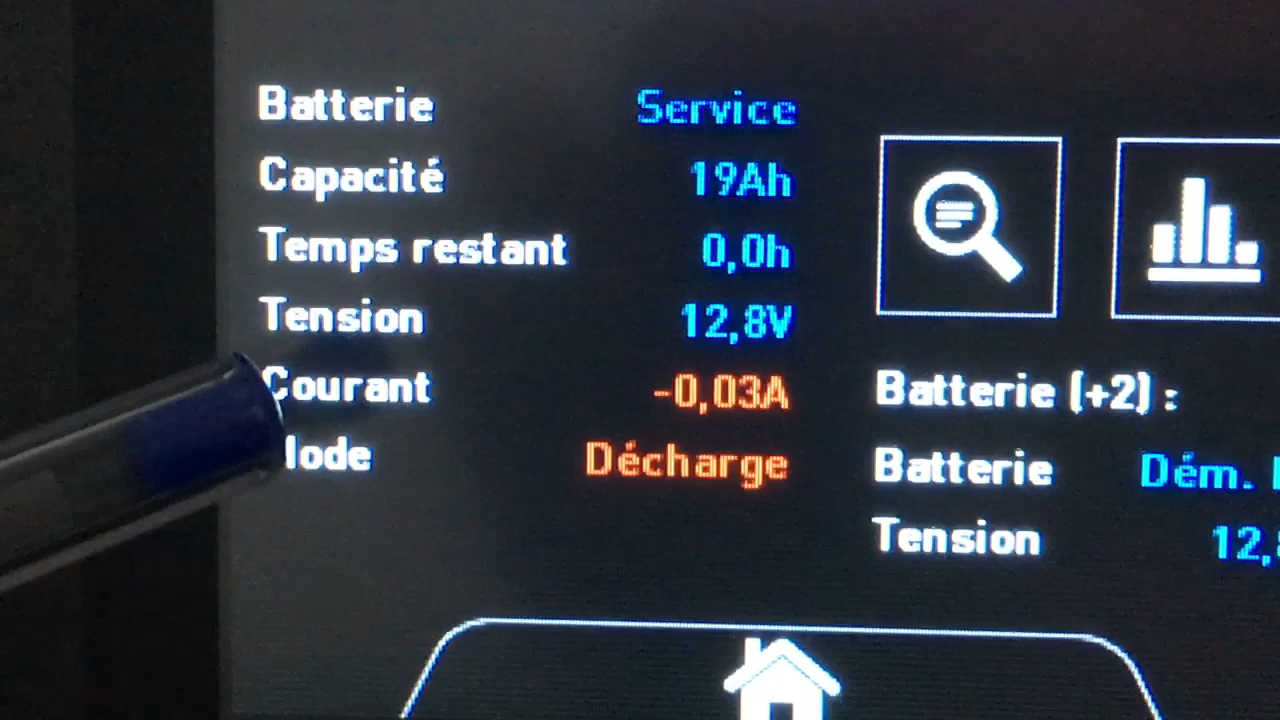 Batterie Service
Capacité 19Ah
Temps restant 0,0h
Tension 12,8V
Courant -0,03A
Décharge
Batterie (+2) :
Batterie Dém.
Tension